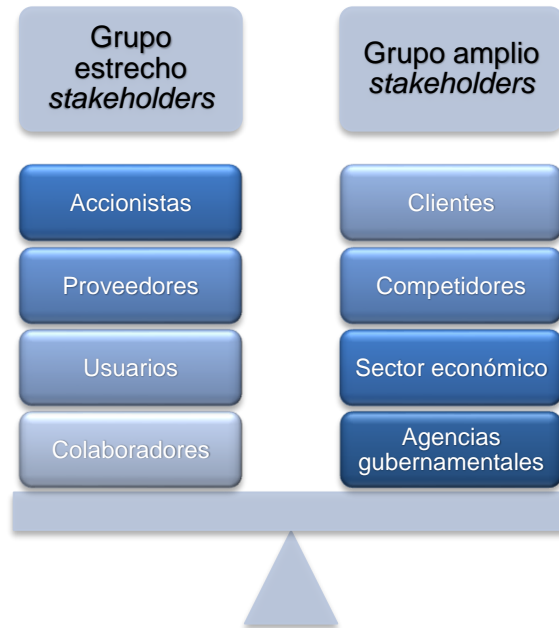 Grupo
estrecho
stakeholders
Accionistas
Proveedores
Usuarios
Colaboradores
Grupo amplio
stakeholders
Clientes
Competidores
Sector económico
Agencias
gubernamentales